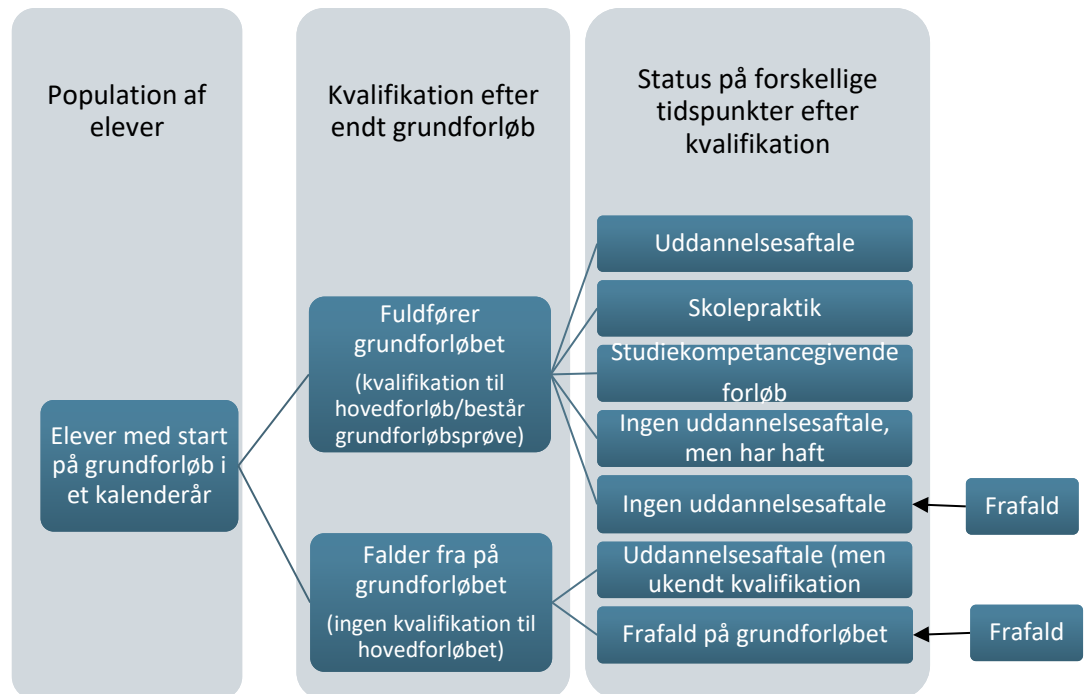 Population af
elever
Kvalifikation efter
endt grundforløb
Status på forskellige
tidspunkter efter
kvalifikation
Elever med start
på grundforløb i
et kalenderår
Fuldfører
grundforløbet
(kvalifikation til
hovedforløb/består
grundforløbsprøve)
Falder fra på
grundforløbet
(ingen kvalifikation til
hovedforløbet)
Uddannelsesaftale
Skolepraktik
Studiekompetancegivende
forløb
Ingen uddannelsesaftale,
men har haft
Ingen uddannelsesaftale
Frafald
Uddannelsesaftale (men
ukendt kvalifikation
Frafald på grundforløbet
Frafald